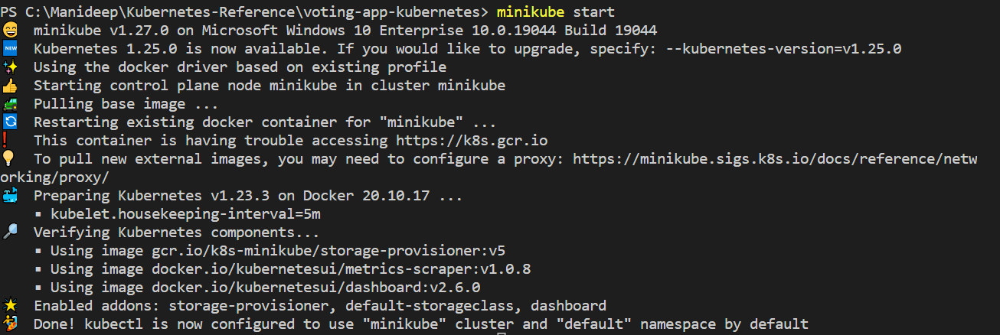 PS C:\Manideep\Kubernetes-Reference\voting-app-kubernetes> minikube start
😄 minikube v1.27.0 on Microsoft Windows 10 Enterprise 10.0.19044 Build 19044
🆕 Kubernetes 1.25.0 is now available. If you would like to upgrade, specify: --kubernetes-version=v1.25.0
✨ Using the docker driver based on existing profile
👍 Starting control plane node minikube in cluster minikube
🚜 Pulling base image ...
🔄 Restarting existing docker container for "minikube" ...
❗ This container is having trouble accessing https://k8s.gcr.io
💡 To pull new external images, you may need to configure a proxy: https://minikube.sigs.k8s.io/docs/reference/netw
orking/proxy/
🐳 Preparing Kubernetes v1.23.3 on Docker 20.10.17 ...
▪ kubelet.housekeeping-interval=5m
🔎 Verifying Kubernetes components...
▪ Using image gcr.io/k8s-minikube/storage-provisioner:v5
▪ Using image docker.io/kubernetesui/metrics-scraper:v1.0.8
▪ Using image docker.io/kubernetesui/dashboard:v2.6.0
🌟 Enabled addons: storage-provisioner, default-storageclass, dashboard
🏄 Done! kubectl is now configured to use "minikube" cluster and "default" namespace by default